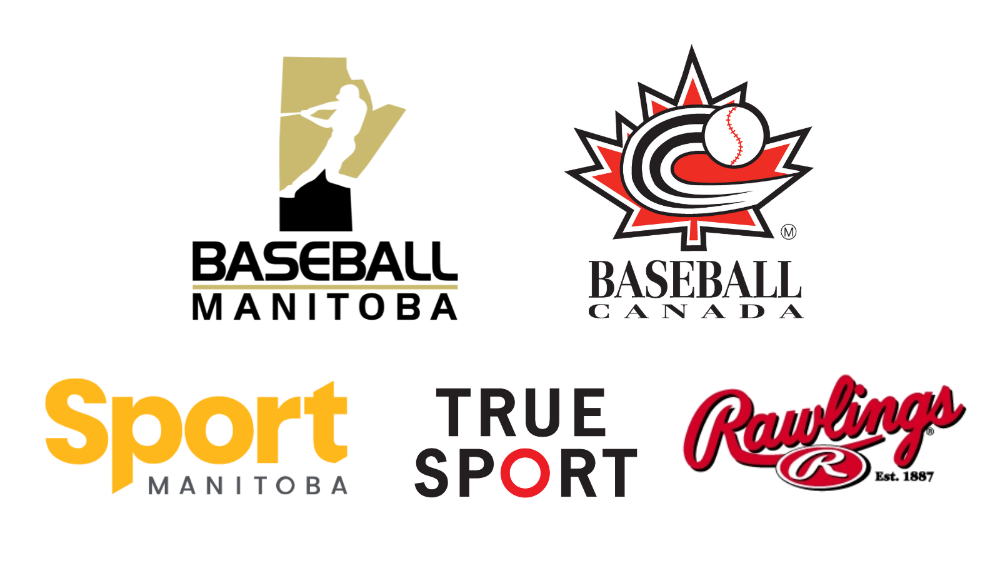 BASEBALL
MANITOBA
M
BASEBALL
CANADA
Sport
MANITOBA
TRUE
SPORT
Rawlings®
R
Est. 1887